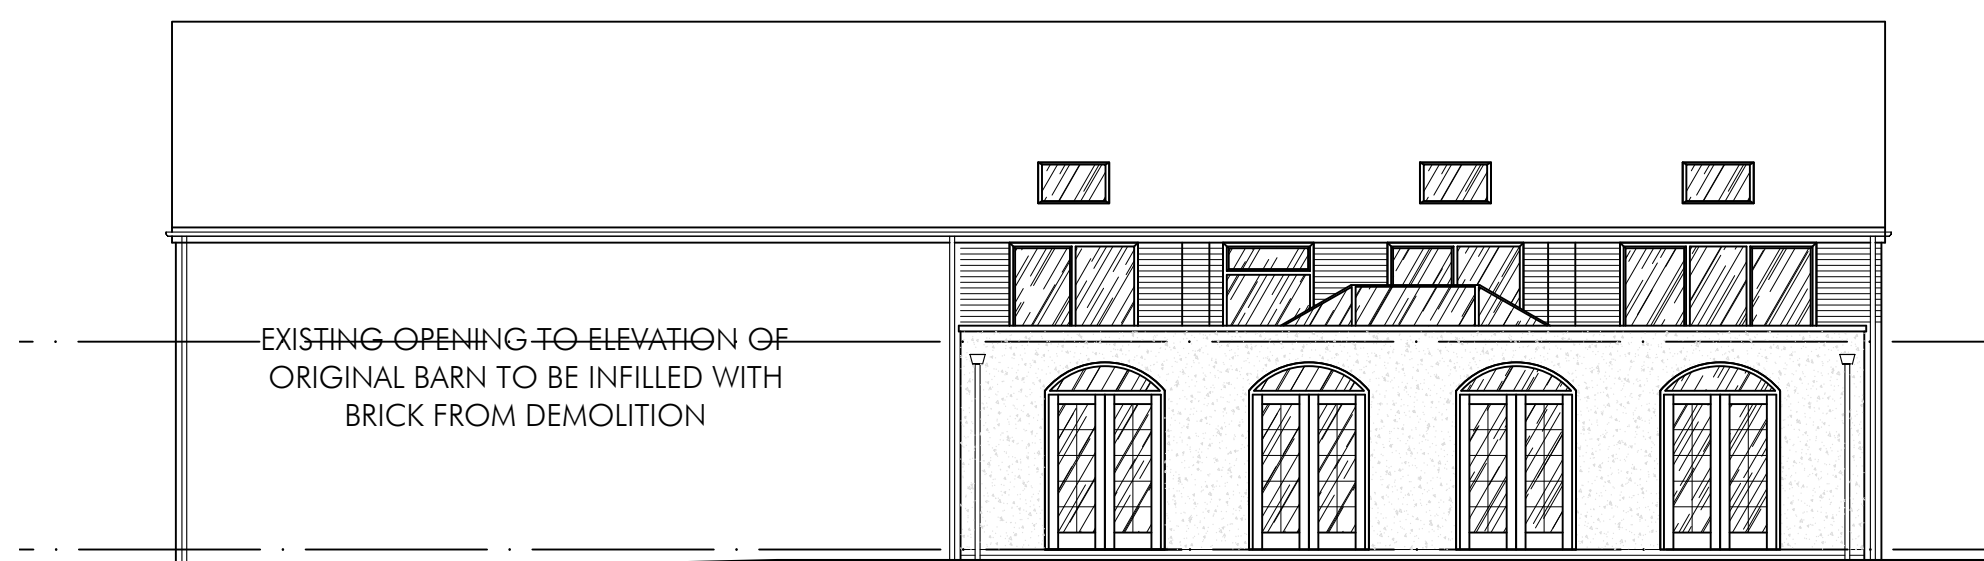 EXISTING OPENING TO ELEVATION OF
ORIGINAL BARN TO BE INFILLED WITH
BRICK FROM DEMOLITION